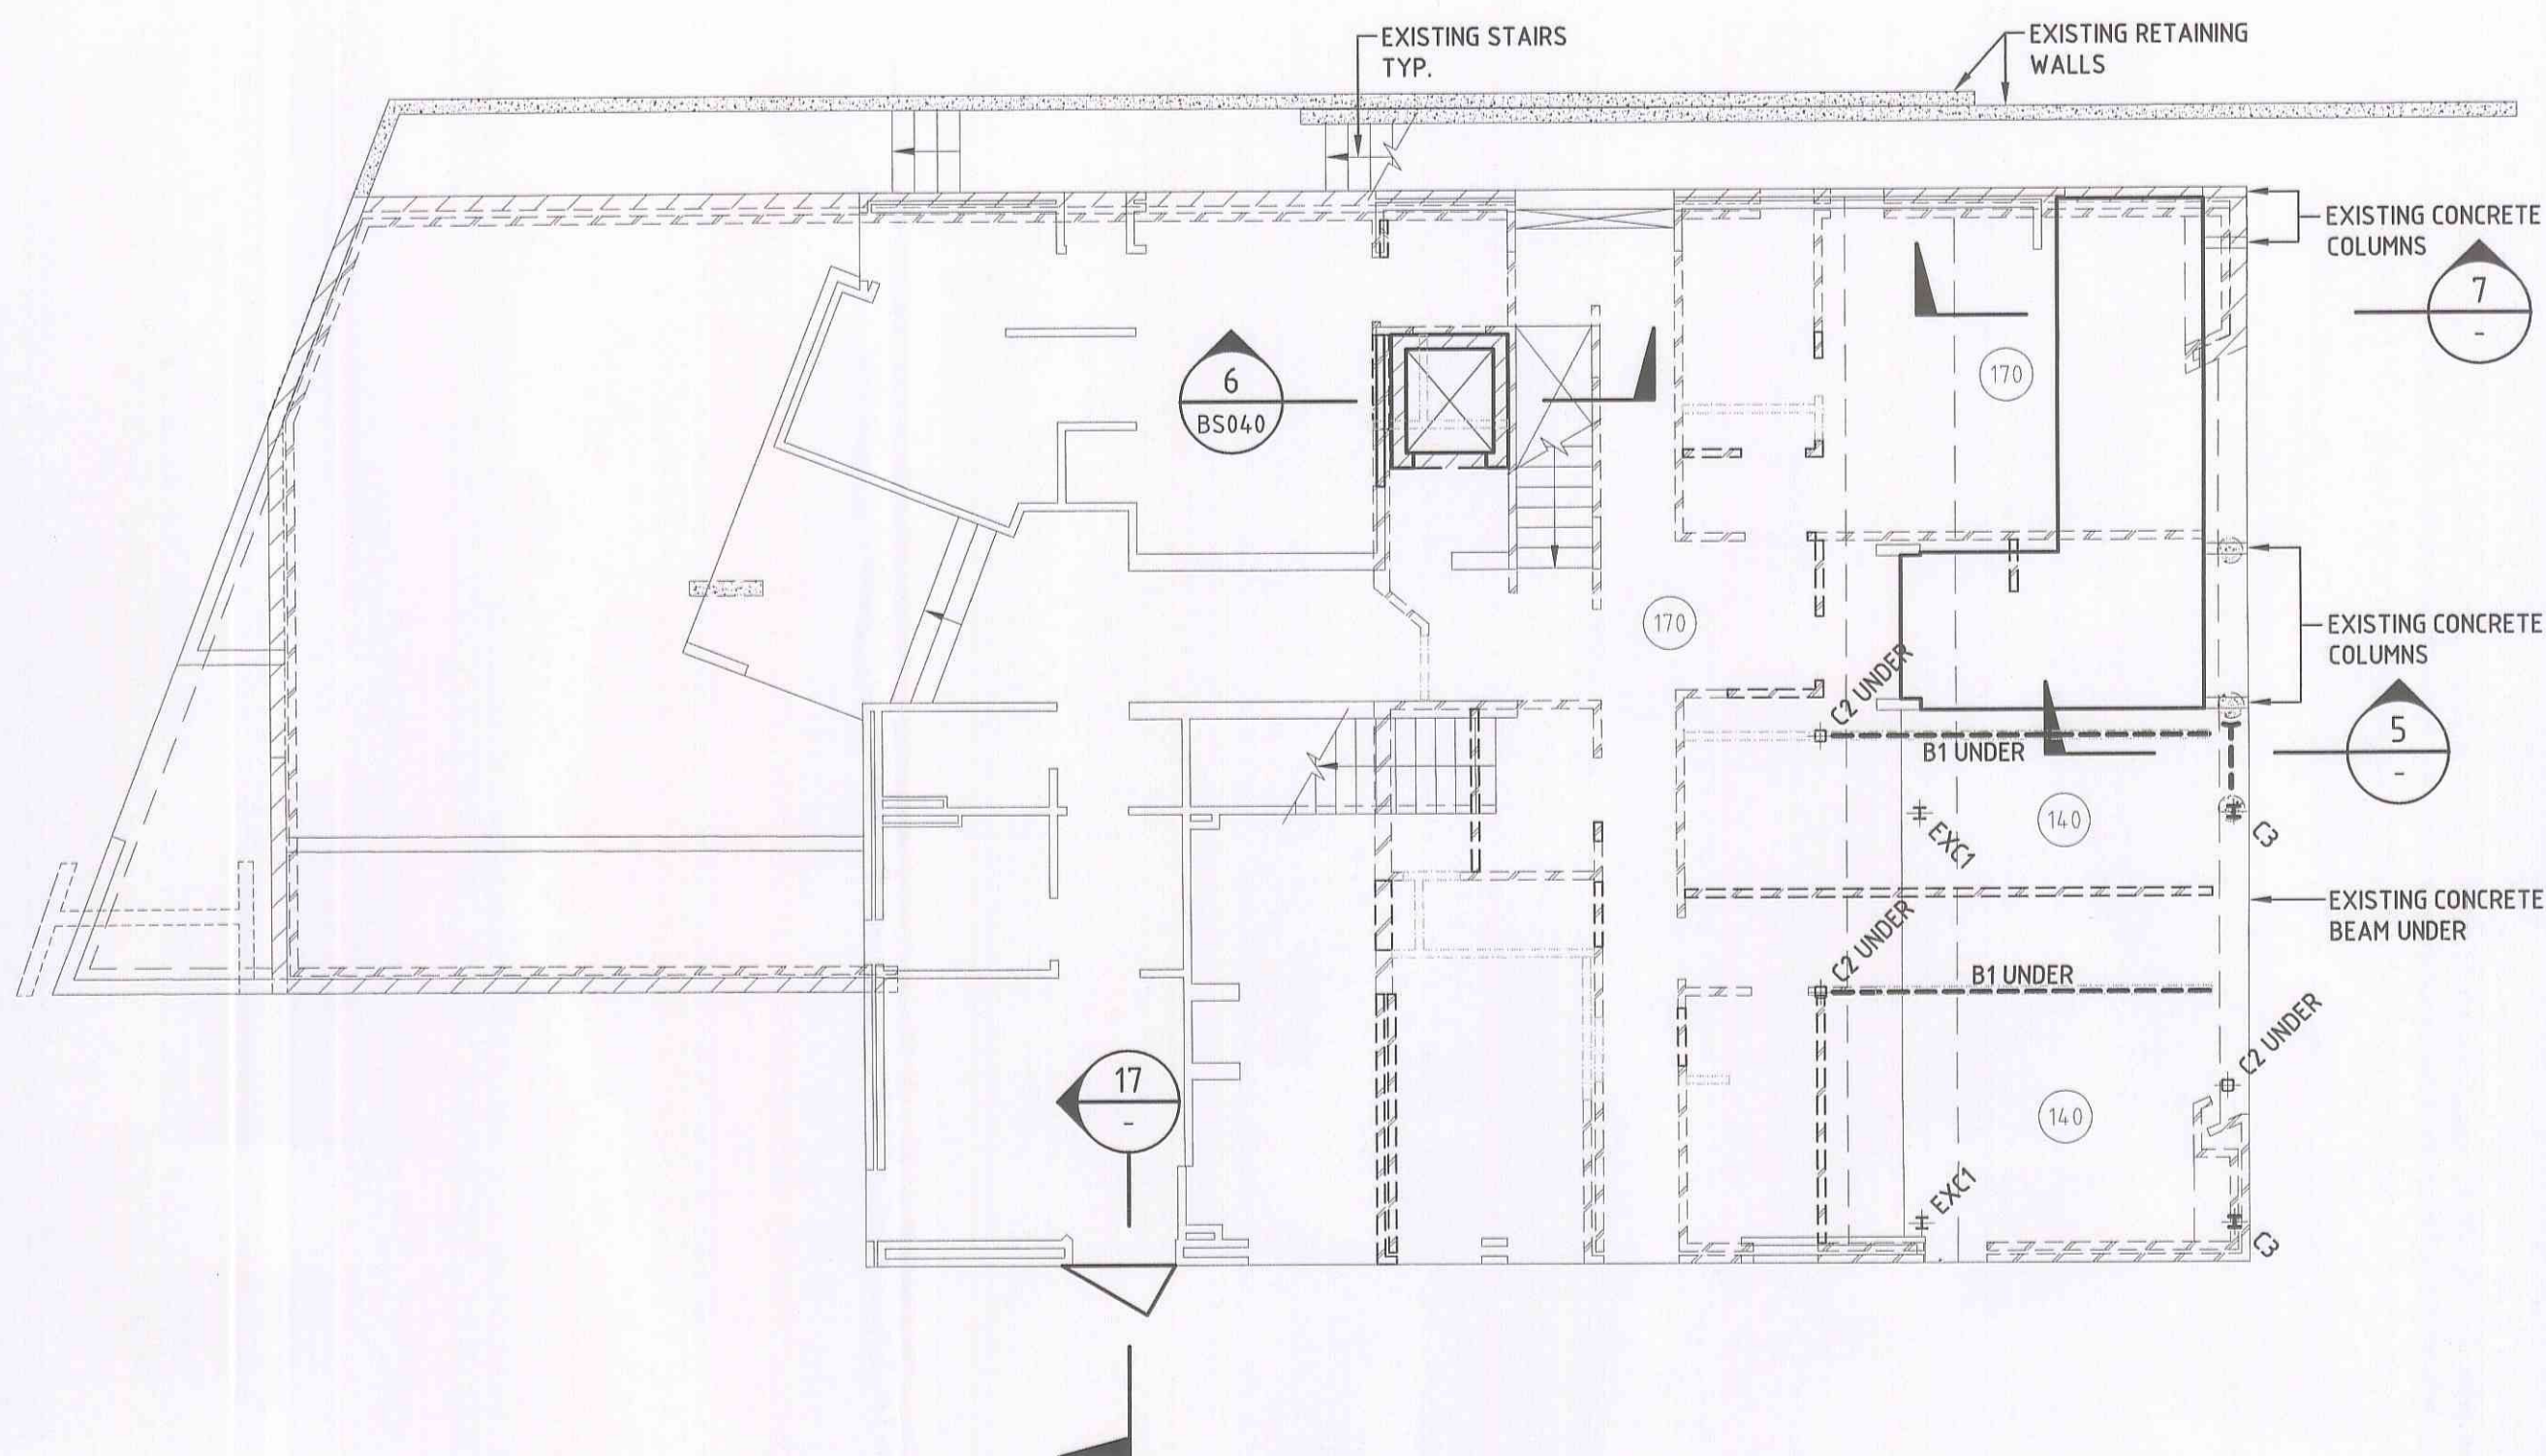 EXISTING STAIRS
TYP.
EXISTING RETAINING
WALLS
EXISTING CONCRETE
COLUMNS
7
-
6
BS040
170
170
EXISTING CONCRETE
COLUMNS
C2 UNDER
B1 UNDER
5
-
140
EXC1
C3
EXISTING CONCRETE
BEAM UNDER
C2 UNDER
B1 UNDER
C2 UNDER
17
-
140
EXC1
C3